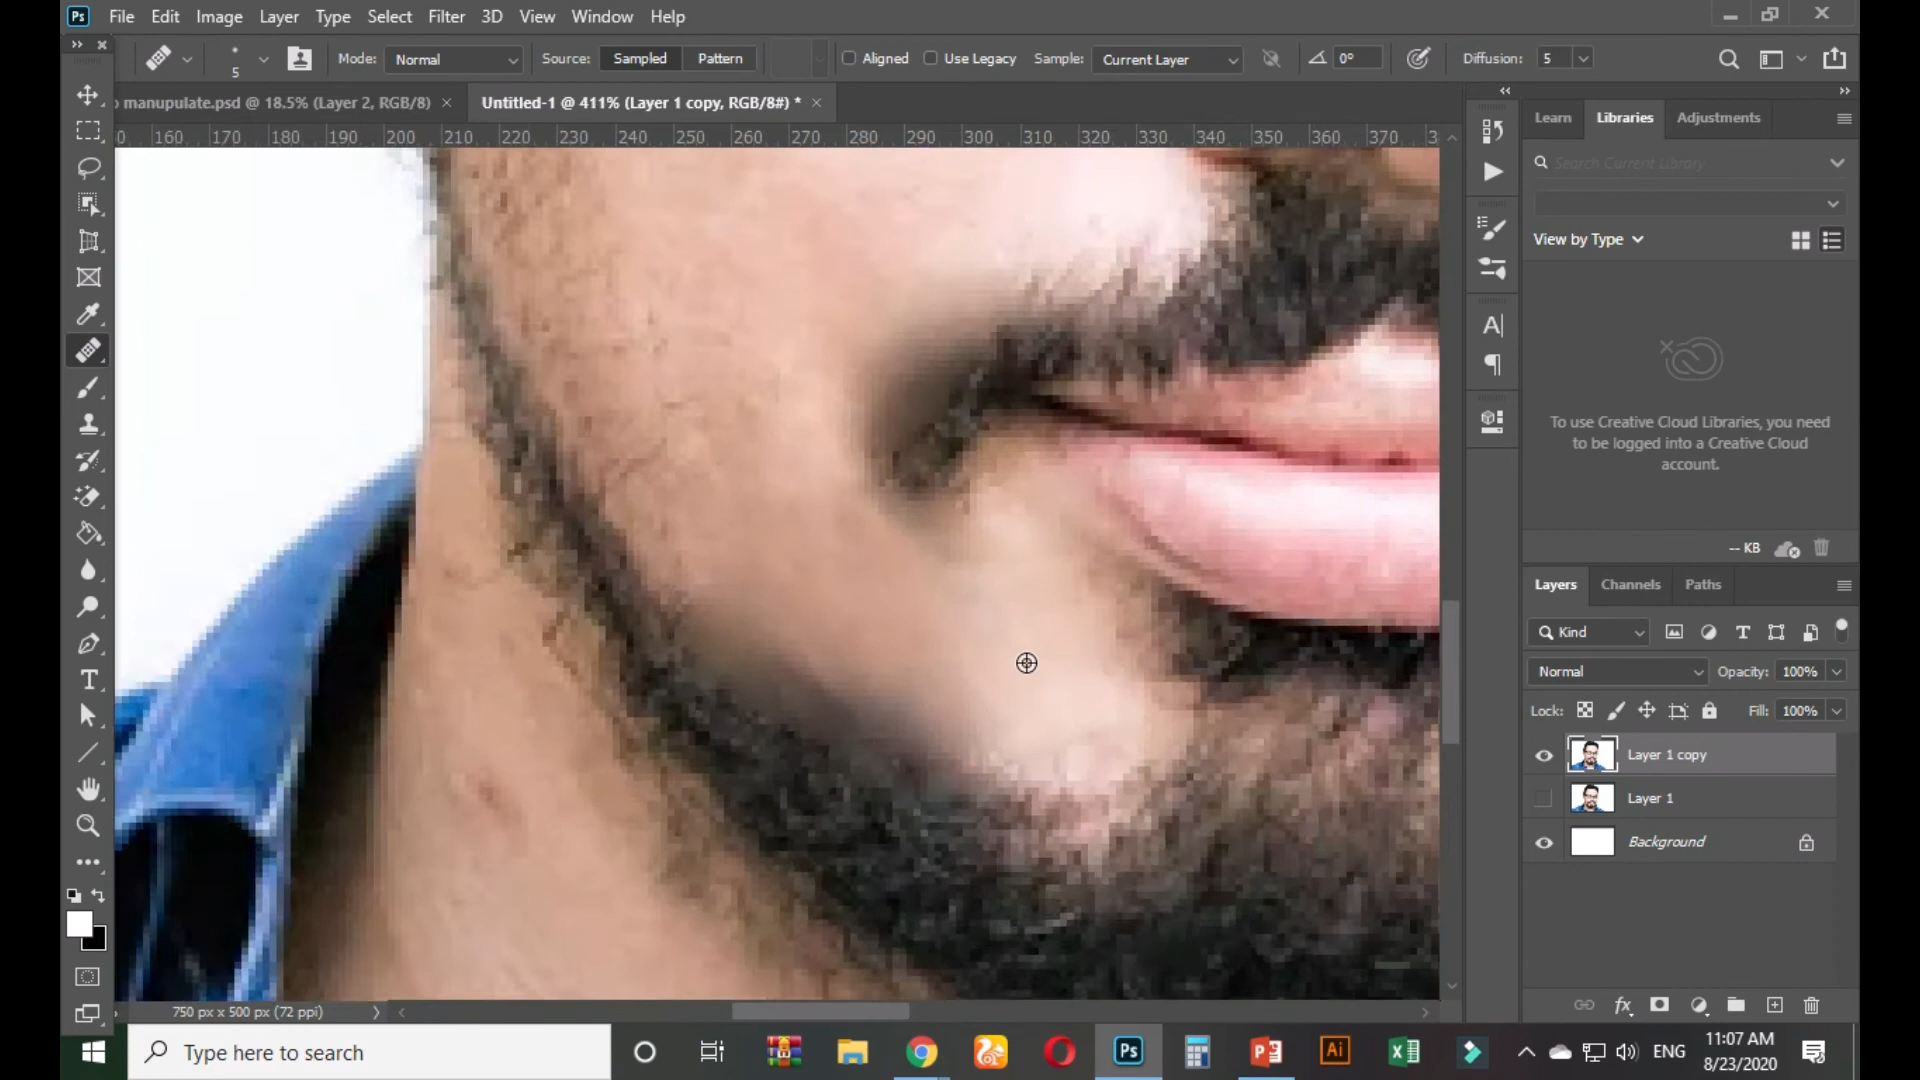 Ps File Edit Image Layer Type Select Filter 3D View Window Help
5 Mode: Normal Source: Sampled Pattern Aligned Use Legacy Sample: Current Layer 0° Diffusion: 5
o manupulate.psd @ 18.5% (Layer 2, RGB/8) × Untitled-1 @ 411% (Layer 1 copy, RGB/8#) * ×
160 170 180 190 200 210 220 230 240 250 260 270 280 290 300 310 320 330 340 350 360 370
Learn Libraries Adjustments
Search Current Library
View by Type
To use Creative Cloud Libraries, you need
to be logged into a Creative Cloud
account.
-- KB
Layers Channels Paths
Kind
Normal Opacity: 100%
Lock: Fill: 100%
Layer 1 copy
Layer 1
Background
750 px x 500 px (72 ppi)
Type here to search
Ps
Ai
ENG
11:07 AM
8/23/2020